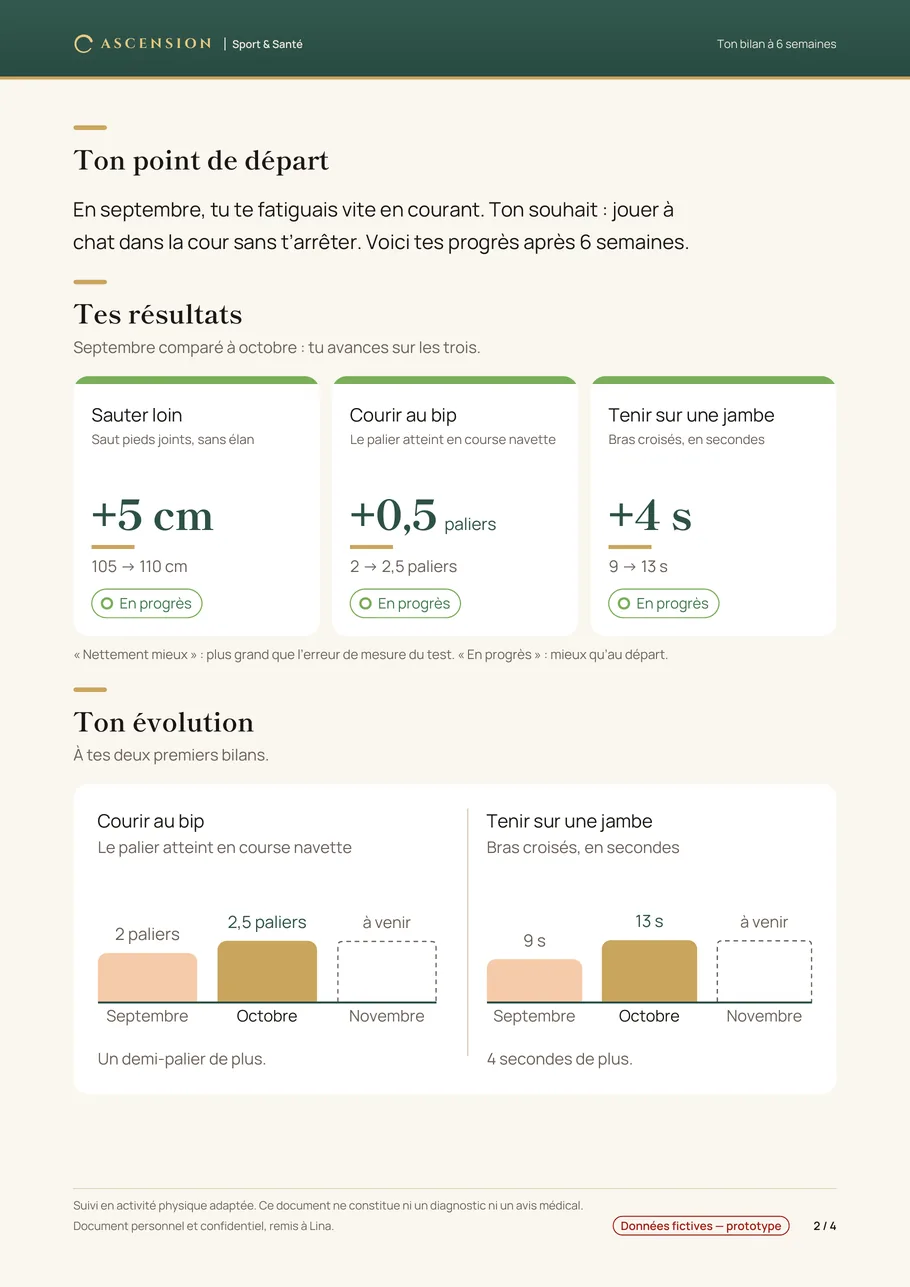 ASCENSION | Sport & Santé
Ton bilan à 6 semaines
Ton point de départ
En septembre, tu te fatiguais vite en courant. Ton souhait : jouer à
chat dans la cour sans t’arrêter. Voici tes progrès après 6 semaines.
Tes résultats
Septembre comparé à octobre : tu avances sur les trois.
Sauter loin
Saut pieds joints, sans élan
+5 cm
105 → 110 cm
En progrès
Courir au bip
Le palier atteint en course navette
+0,5 paliers
2 → 2,5 paliers
En progrès
Tenir sur une jambe
Bras croisés, en secondes
+4 s
9 → 13 s
En progrès
« Nettement mieux » : plus grand que l’erreur de mesure du test. « En progrès » : mieux qu’au départ.
Ton évolution
À tes deux premiers bilans.
Courir au bip
Le palier atteint en course navette
2 paliers
2,5 paliers
à venir
Septembre
Octobre
Novembre
Un demi-palier de plus.
Tenir sur une jambe
Bras croisés, en secondes
9 s
13 s
à venir
Septembre
Octobre
Novembre
4 secondes de plus.
Suivi en activité physique adaptée. Ce document ne constitue ni un diagnostic ni un avis médical.
Document personnel et confidentiel, remis à Lina.
Données fictives — prototype
2 / 4